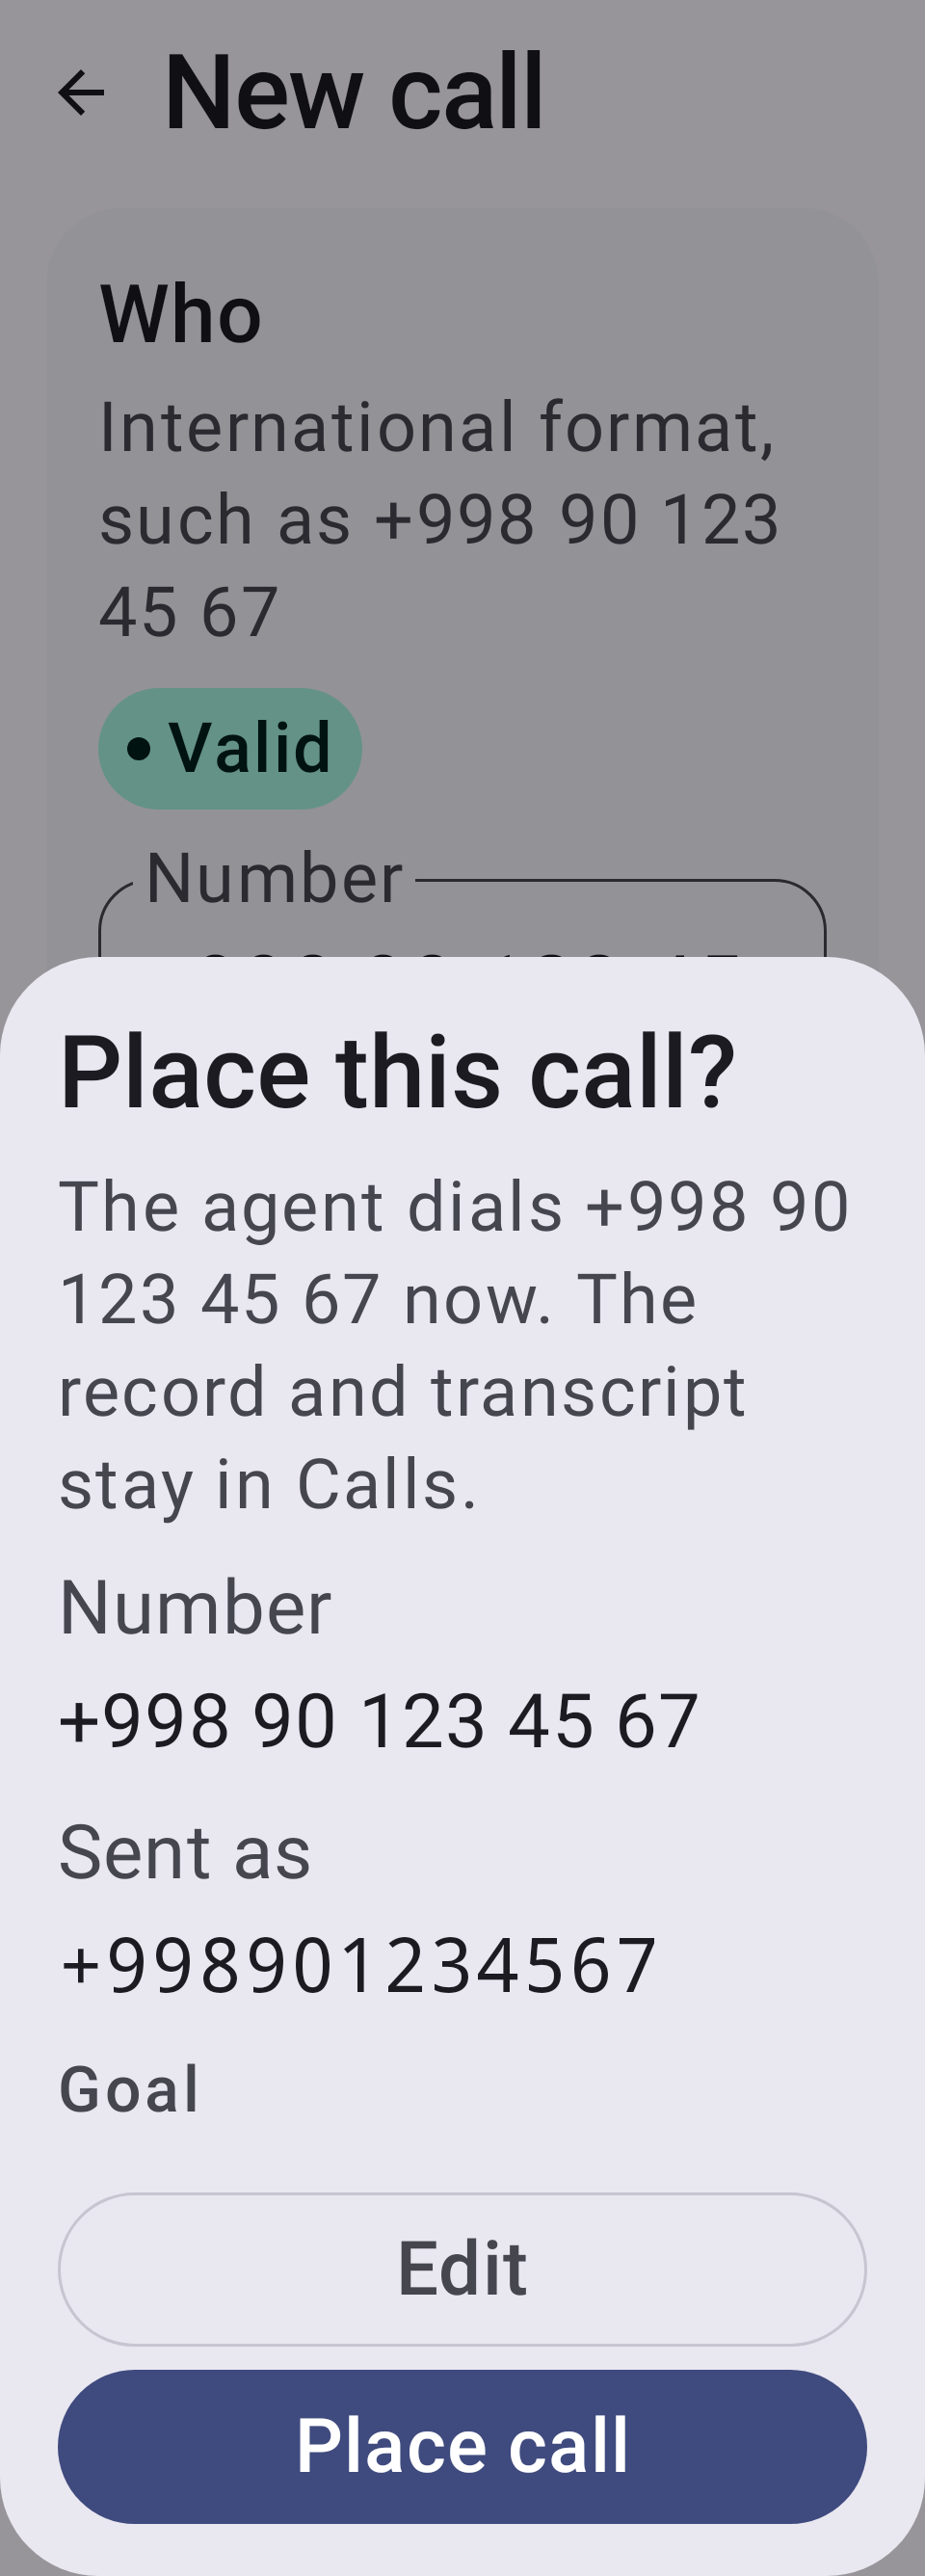 New call
Who
International format,
such as +998 90 123
45 67
Valid
Number
Place this call?
The agent dials +998 90
123 45 67 now. The
record and transcript
stay in Calls.
Number
+998 90 123 45 67
Sent as
+998901234567
Goal
Edit
Place call